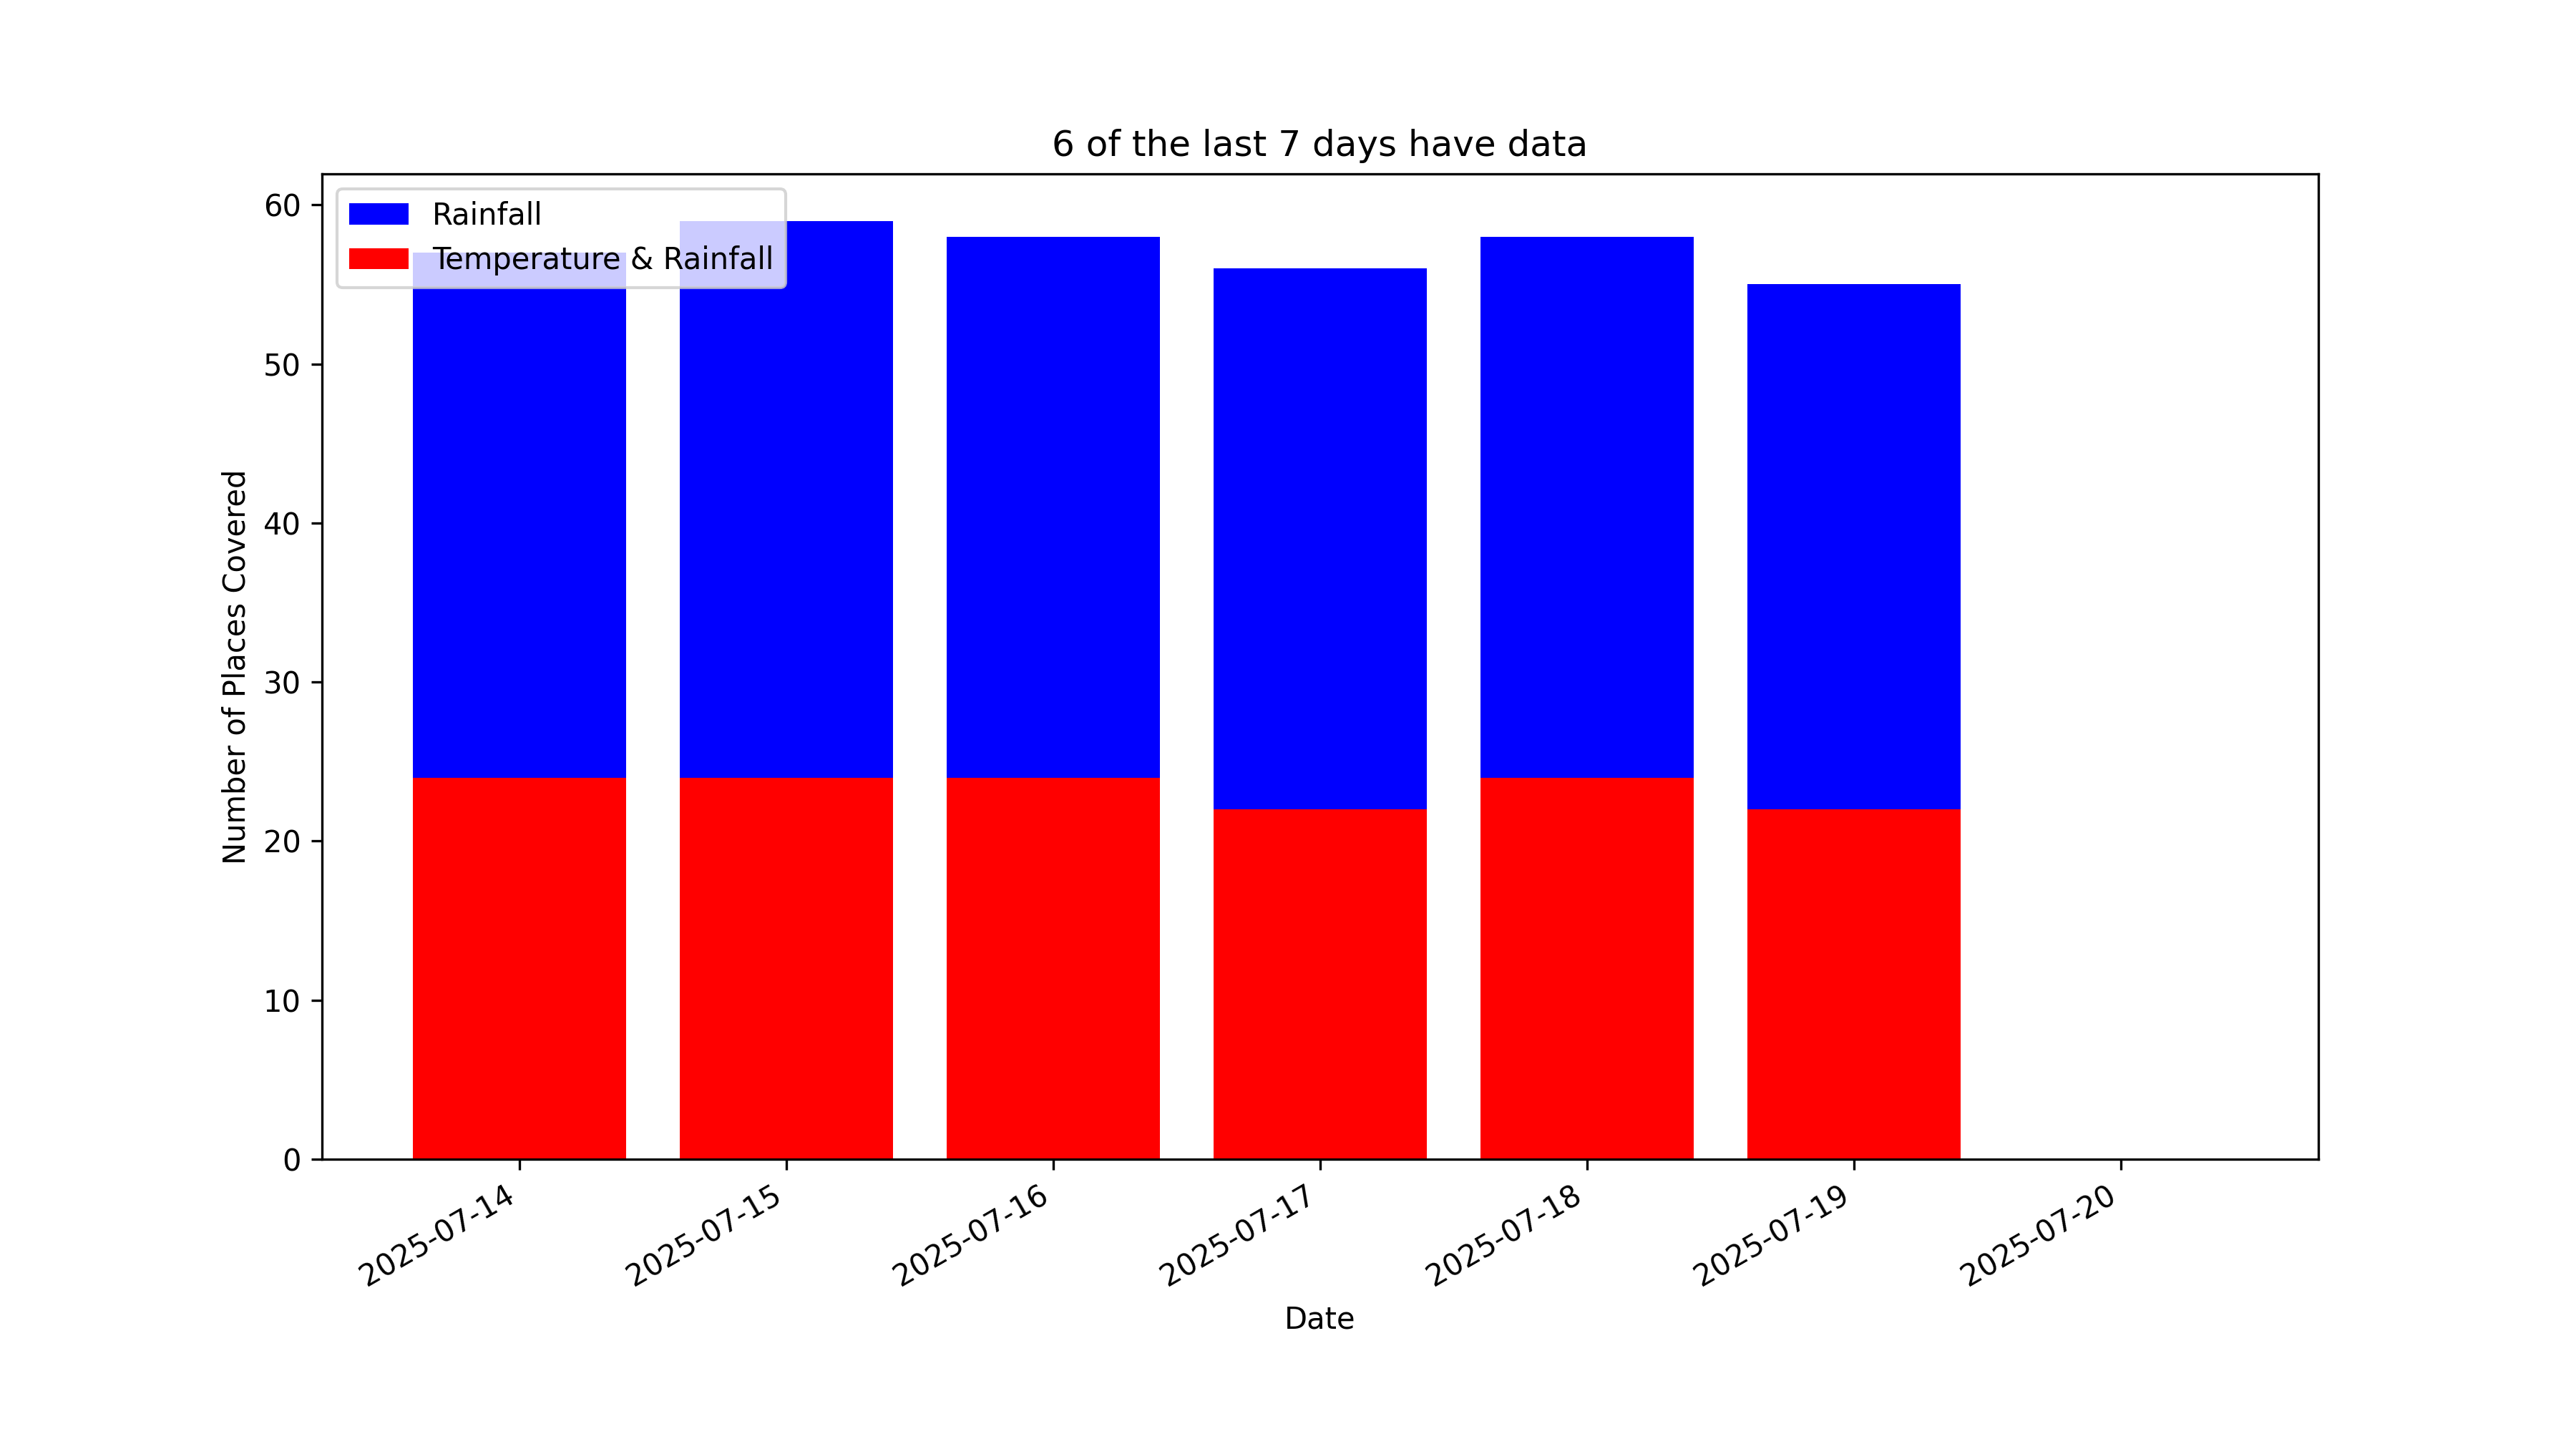 6 of the last 7 days have data
Rainfall
Temperature & Rainfall
Number of Places Covered
60
50
40
30
20
10
0
2025-07-14
2025-07-15
2025-07-16
2025-07-17
2025-07-18
2025-07-19
2025-07-20
Date